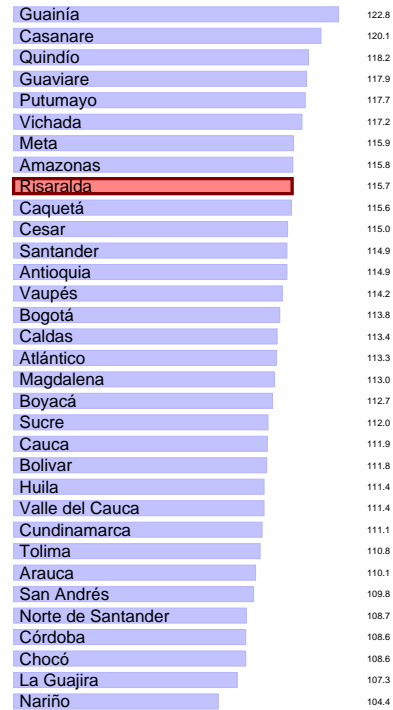 Guainía 122.8
Casanare 120.1
Quindío 118.2
Guaviare 117.9
Putumayo 117.7
Vichada 117.2
Meta 115.9
Amazonas 115.8
Risaralda 115.7
Caquetá 115.6
Cesar 115.0
Santander 114.9
Antioquia 114.9
Vaupés 114.2
Bogotá 113.8
Caldas 113.4
Atlántico 113.3
Magdalena 113.0
Boyacá 112.7
Sucre 112.0
Cauca 111.9
Bolivar 111.8
Huila 111.4
Valle del Cauca 111.4
Cundinamarca 111.1
Tolima 110.8
Arauca 110.1
San Andrés 109.8
Norte de Santander 108.7
Córdoba 108.6
Chocó 108.6
La Guajira 107.3
Nariño 104.4